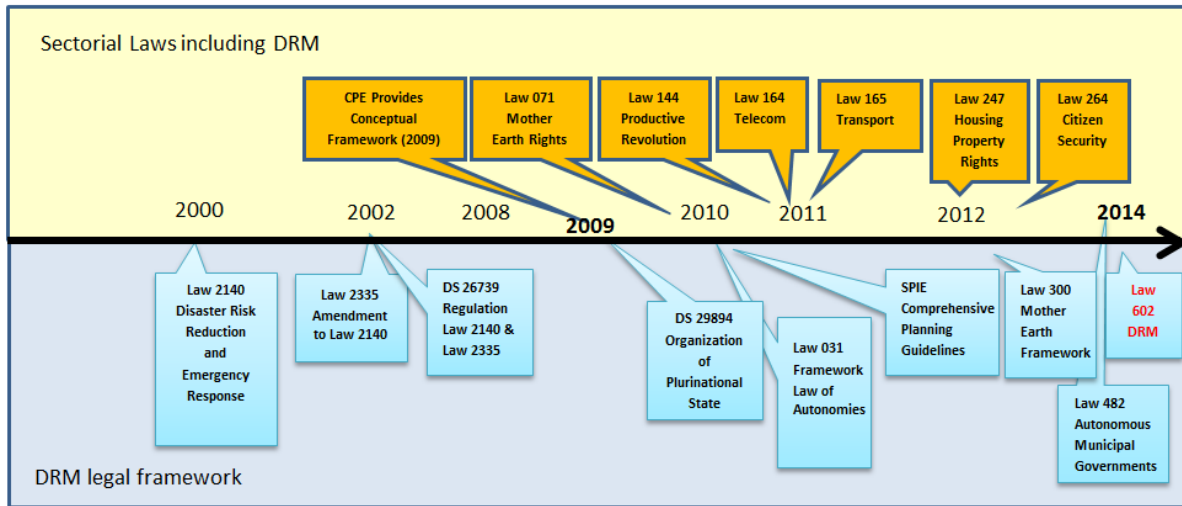 Sectorial Laws including DRM
CPE Provides
Conceptual
Framework (2009)
Law 071
Mother
Earth Rights
Law 144
Productive
Revolution
Law 164
Telecom
Law 165
Transport
Law 247
Housing
Property
Rights
Law 264
Citizen
Security
2000
2002
2008
2009
2010
2011
2012
2014
Law 2140
Disaster Risk
Reduction
and
Emergency
Response
Law 2335
Amendment
to Law 2140
DS 26739
Regulation
Law 2140 &
Law 2335
DS 29894
Organization
of
Plurinational
State
Law 031
Framework
Law of
Autonomies
SPIE
Comprehensive
Planning
Guidelines
Law 300
Mother
Earth
Framework
Law
602
DRM
Law 482
Autonomous
Municipal
Governments
DRM legal framework